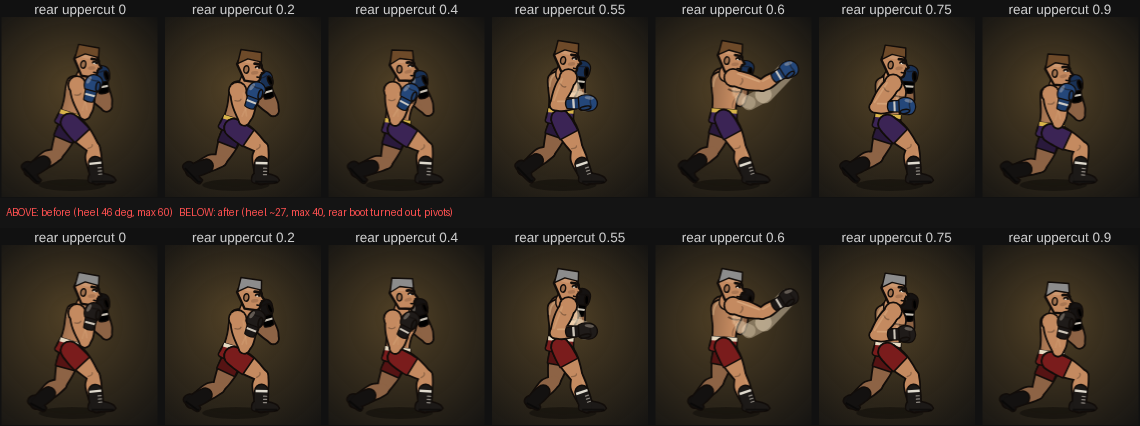 rear uppercut 0 rear uppercut 0.2 rear uppercut 0.4 rear uppercut 0.55 rear uppercut 0.6 rear uppercut 0.75 rear uppercut 0.9
ABOVE: before (heel 46 deg, max 60) BELOW: after (heel ~27, max 40, rear boot turned out, pivots)
rear uppercut 0 rear uppercut 0.2 rear uppercut 0.4 rear uppercut 0.55 rear uppercut 0.6 rear uppercut 0.75 rear uppercut 0.9